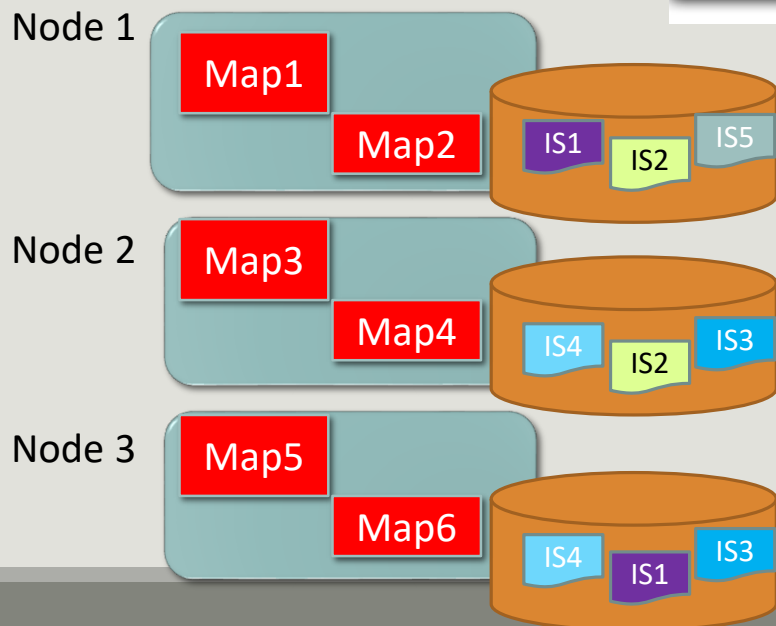 Node 1
Map1
Map2
IS1
IS2
IS5
Node 2
Map3
Map4
IS4
IS2
IS3
Node 3
Map5
Map6
IS4
IS1
IS3